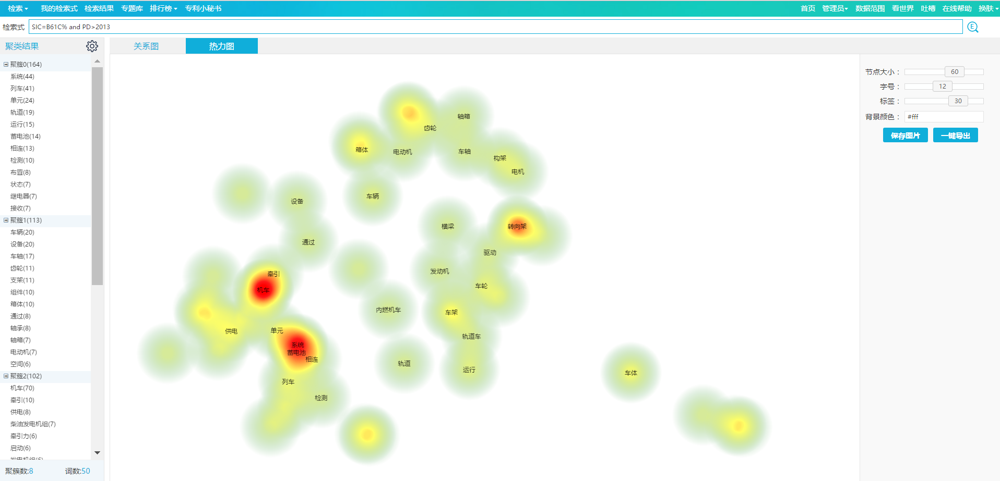 检索 我的检索式 检索结果 专题库 排行榜 专利小秘书 首页 管理员 数据范围 看世界 吐槽 在线帮助 换肤
检索式 SIC=B61C% and PD>2013 E
聚类结果
关系图 热力图
聚簇0(164)
系统(44)
列车(41)
单元(24)
轨道(19)
运行(15)
蓄电池(14)
相连(13)
检测(10)
布置(8)
状态(7)
继电器(7)
接收(7)
聚簇1(113)
车辆(20)
设备(20)
车轴(17)
齿轮(11)
支架(11)
组件(10)
箱体(10)
通过(8)
轴承(8)
轴箱(7)
电动机(7)
空间(6)
聚簇2(102)
机车(70)
牵引(10)
供电(8)
柴油发电机组(7)
牵引力(6)
启动(6)
发电机组(6)
聚簇数:8 词数:50
轴箱
齿轮
箱体
电动机
车轴
构架
电机
车辆
设备
横梁
转向架
通过
驱动
发动机
牵引
机车
车轮
内燃机车
车架
供电
单元
轨道车
系统
蓄电池
相连
轨道
运行
车体
列车
检测
节点大小： 60
字号： 12
标签： 30
背景颜色： #fff
保存图片 一键导出